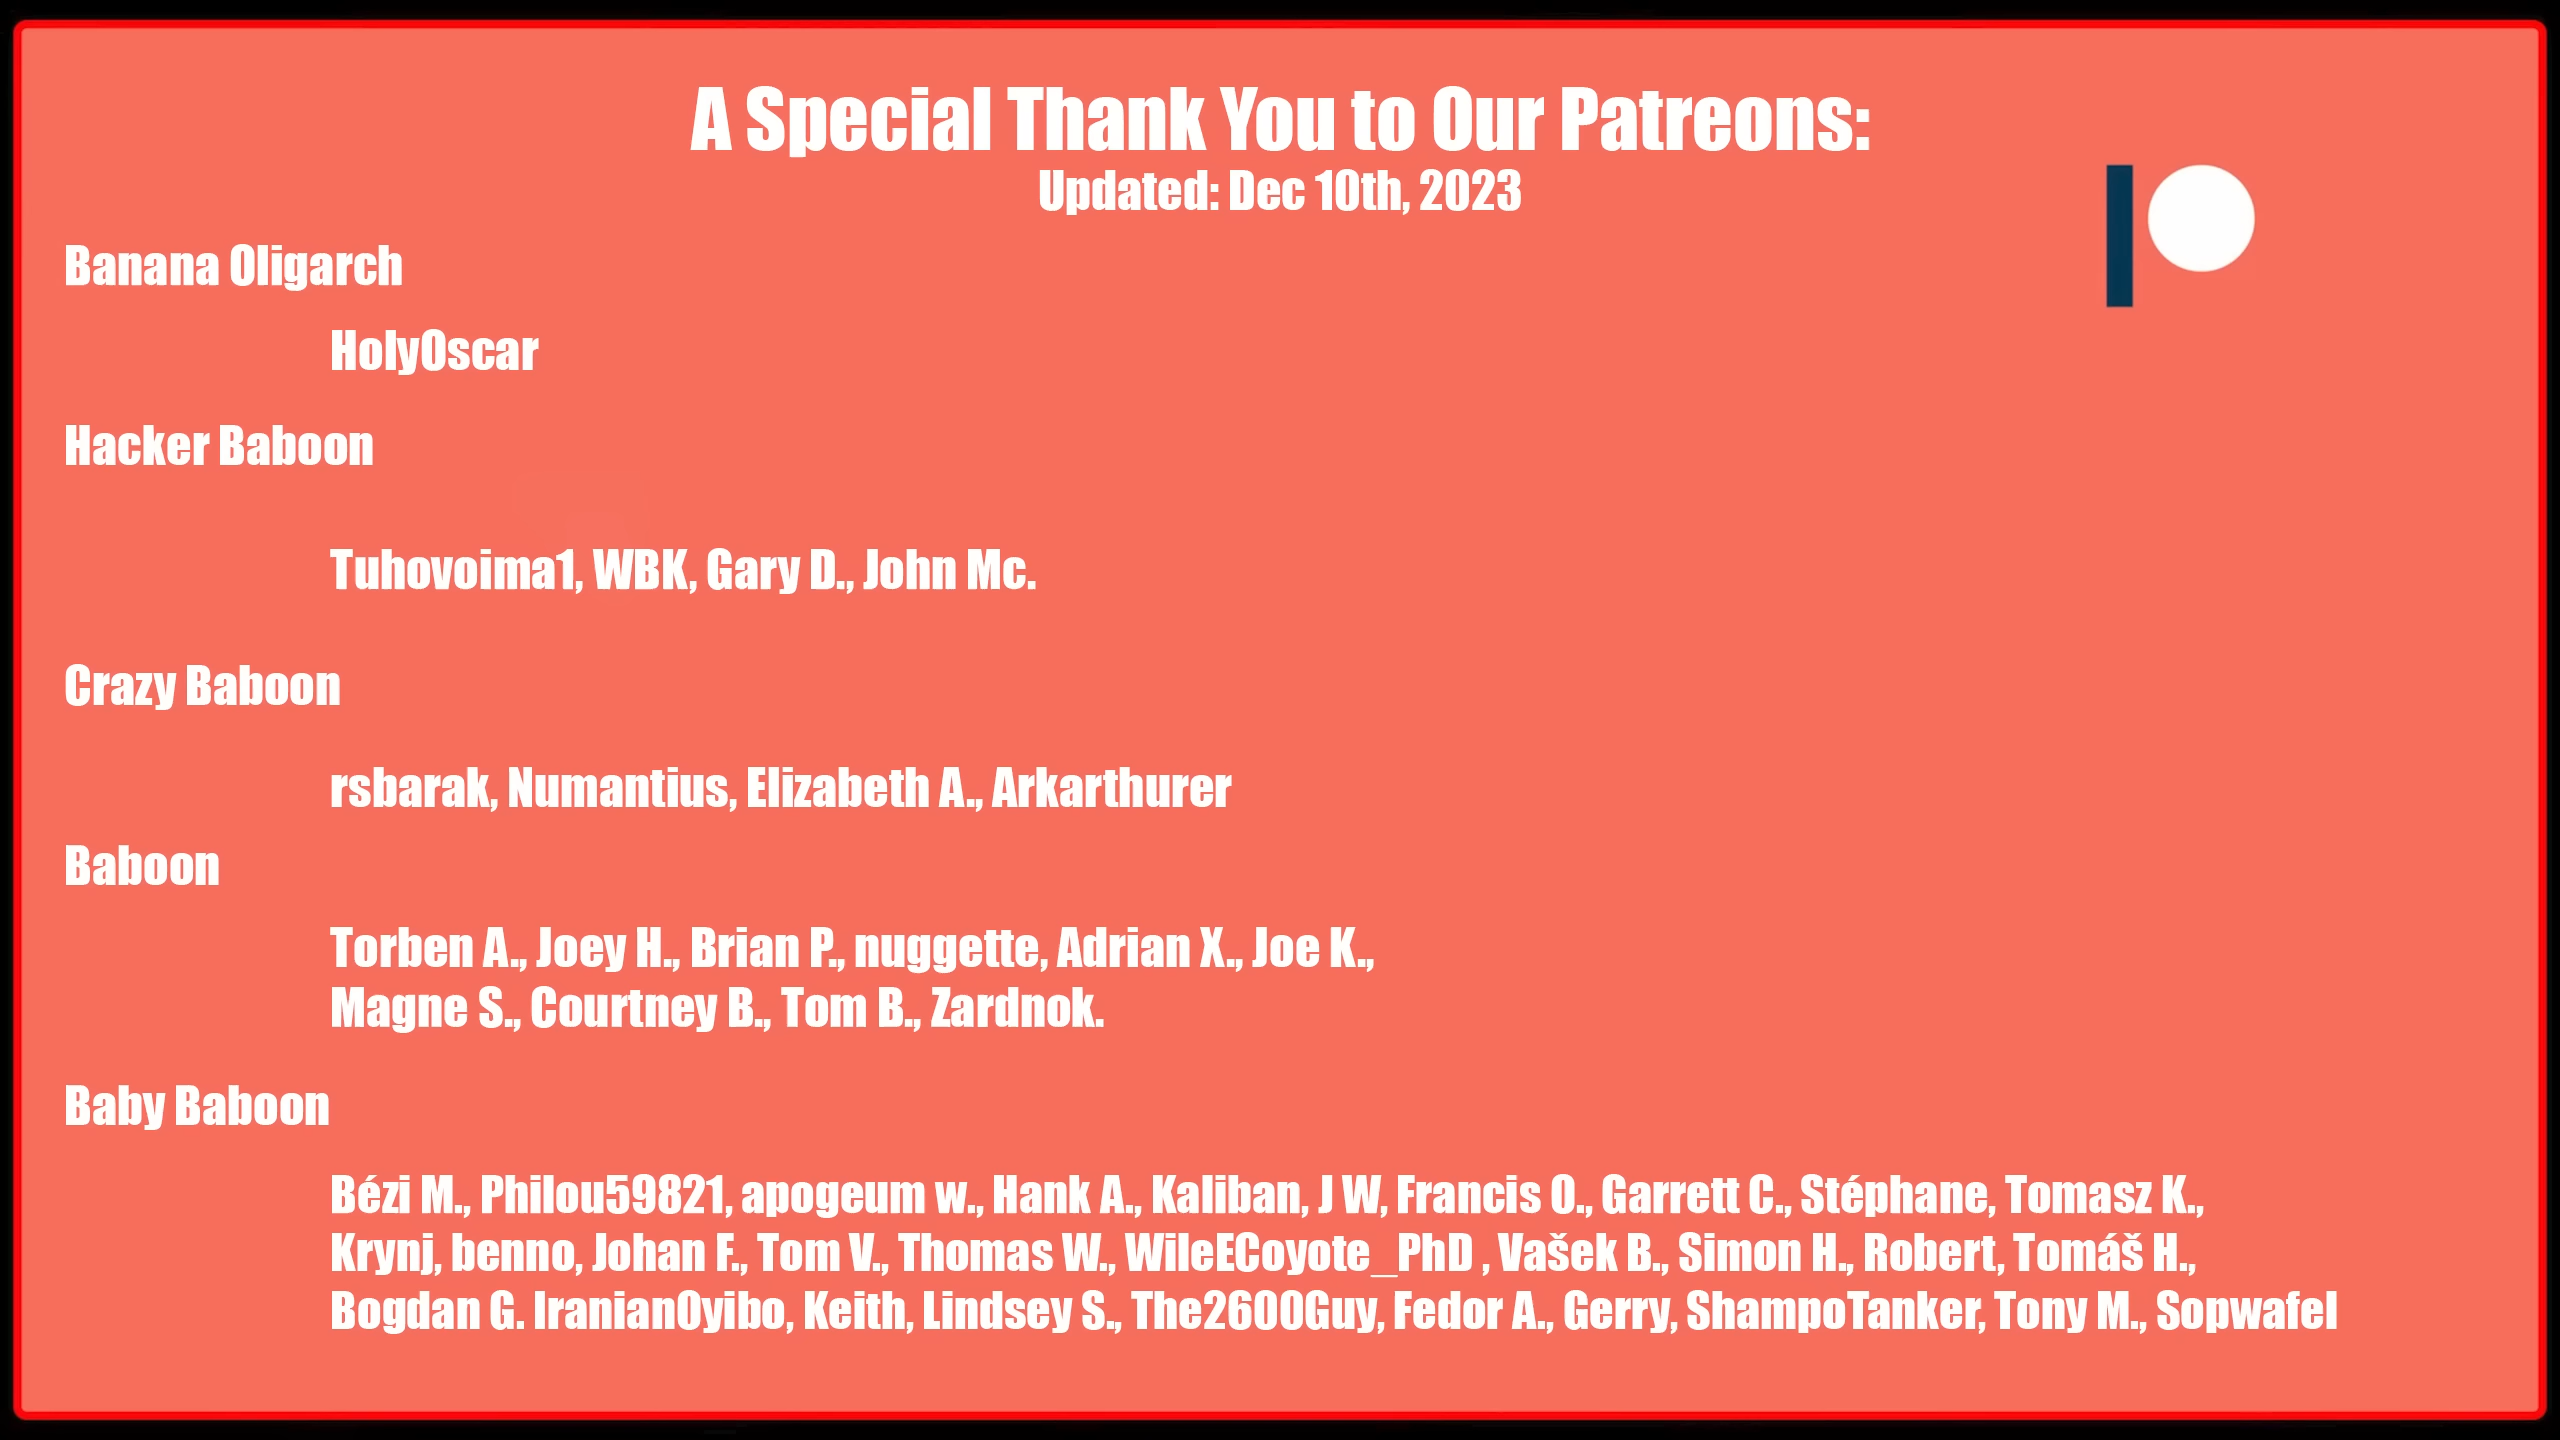 A Special Thank You to Our Patreons:
Updated: Dec 10th, 2023
Banana Oligarch
HolyOscar
Hacker Baboon
Tuhovoima1, WBK, Gary D., John Mc.
Crazy Baboon
rsbarak, Numantius, Elizabeth A., Arkarthurer
Baboon
Torben A., Joey H., Brian P., nuggette, Adrian X., Joe K.,
Magne S., Courtney B., Tom B., Zardnok.
Baby Baboon
Bézi M., Philou59821, apogeum w., Hank A., Kaliban, J W, Francis O., Garrett C., Stéphane, Tomasz K.,
Krynj, benno, Johan F., Tom V., Thomas W., WileECoyote_PhD , Vašek B., Simon H., Robert, Tomáš H.,
Bogdan G. IranianOyibo, Keith, Lindsey S., The2600Guy, Fedor A., Gerry, ShampoTanker, Tony M., Sopwafel